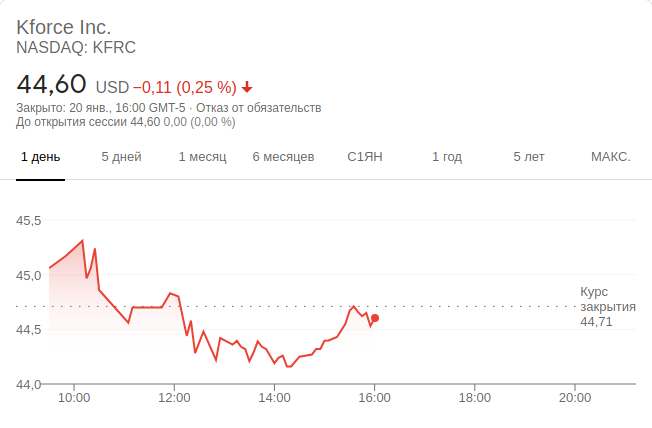 Kforce Inc.
NASDAQ: KFRC
44,60 USD −0,11 (0,25 %)
Закрыто: 20 янв., 16:00 GMT-5 · Отказ от обязательств
До открытия сессии 44,60 0,00 (0,00 %)
1 день 5 дней 1 месяц 6 месяцев С1ЯН 1 год 5 лет МАКС.
45,5
45,0
Курс
закрытия
44,71
44,5
44,0
10:00 12:00 14:00 16:00 18:00 20:00